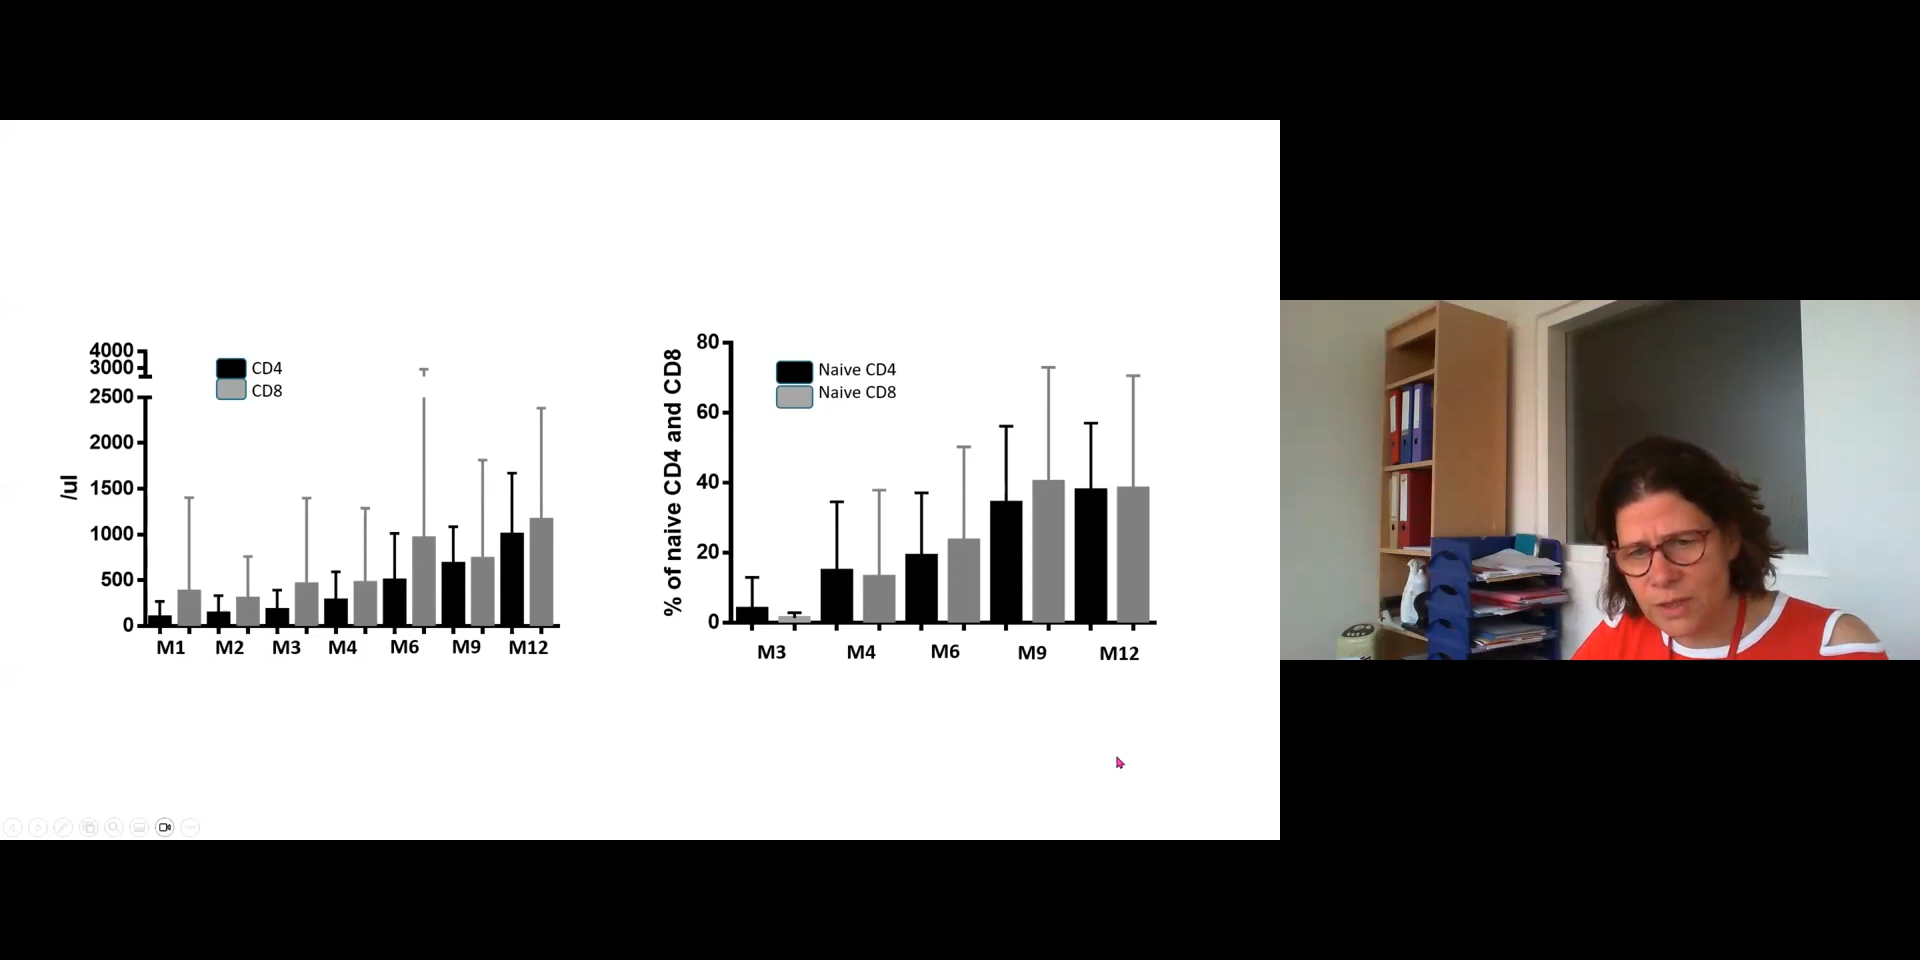 4000
3000
2500
2000
1500
1000
500
0
/ul
CD4
CD8
M1 M2 M3 M4 M6 M9 M12
80
60
40
20
0
% of naive CD4 and CD8
Naive CD4
Naive CD8
M3 M4 M6 M9 M12